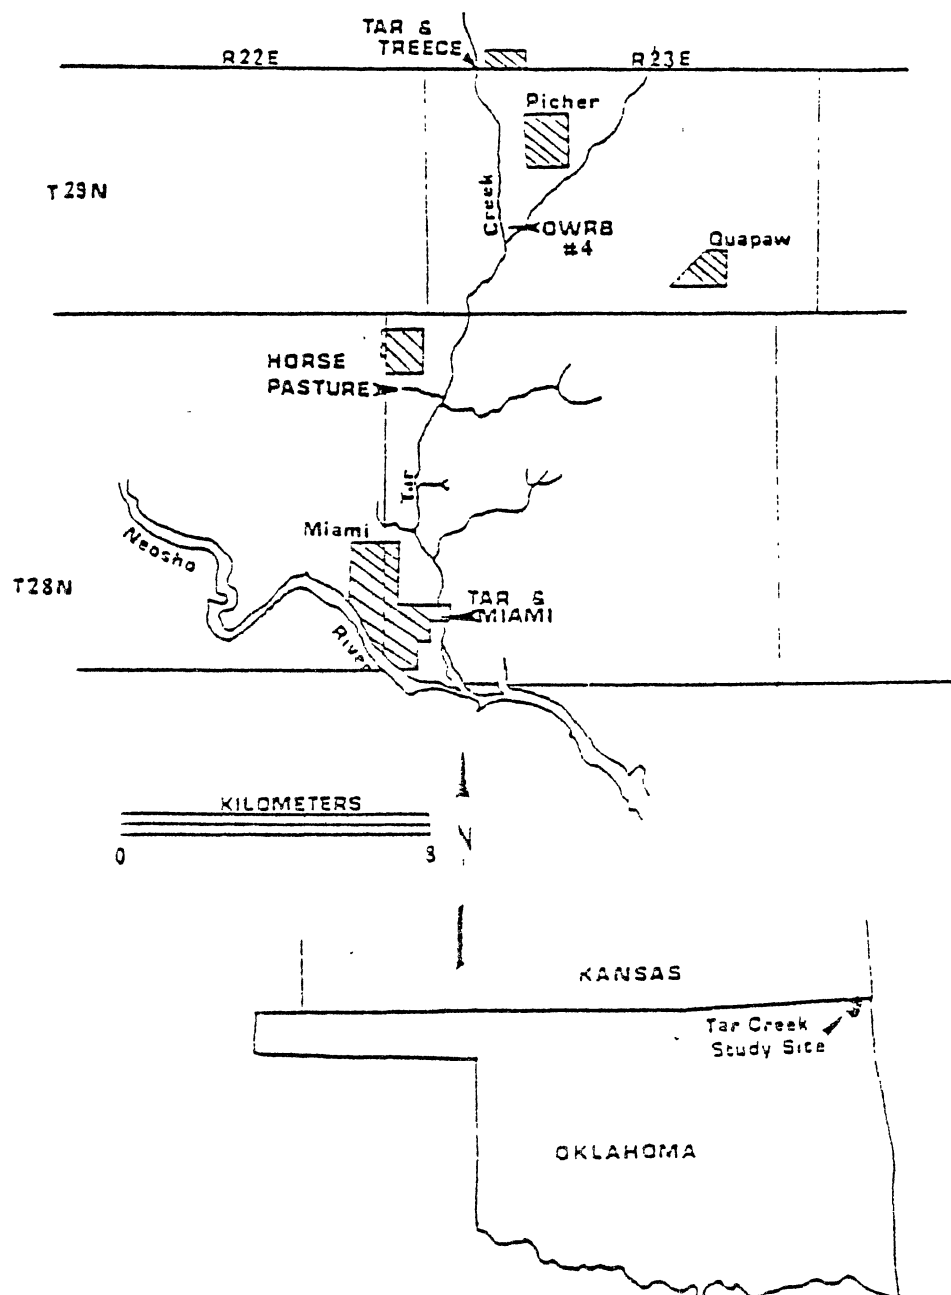 TAR &
TREECE
R22E
R23E
Picher
T29N
Creek
OWRB
#4
Quapaw
HORSE
PASTURE
Tar
Miami
Neosho
T28N
TAR &
MIAMI
River
KILOMETERS
0 8
N
KANSAS
Tar Creek
Study Site
OKLAHOMA